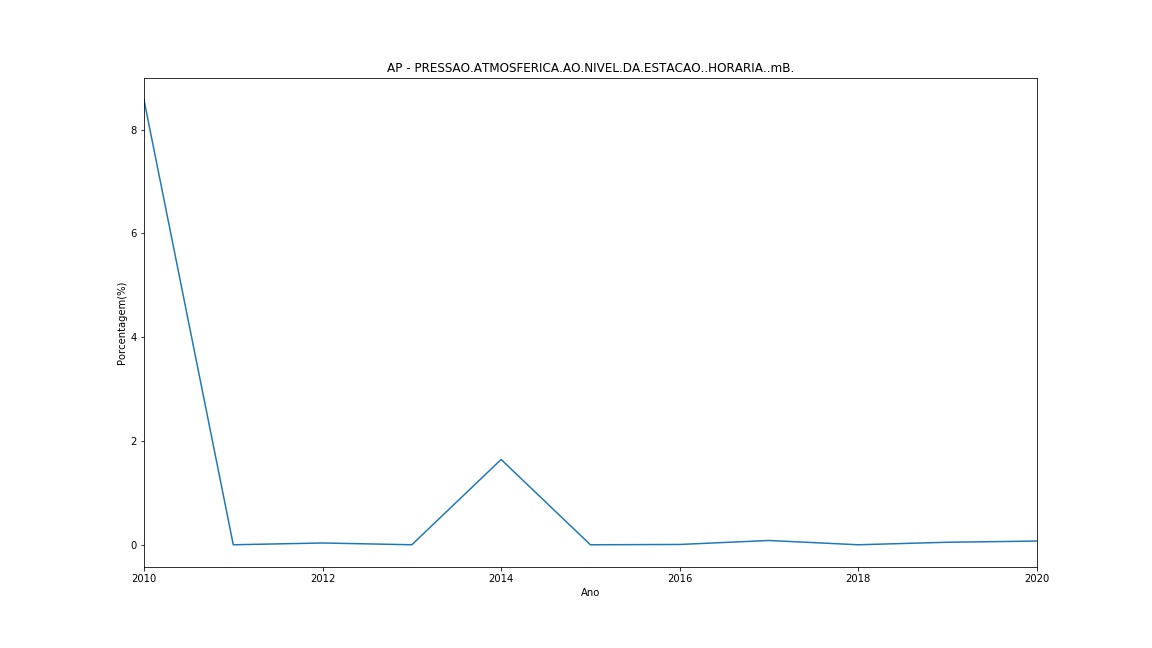 AP - PRESSAO.ATMOSFERICA.AO.NIVEL.DA.ESTACAO..HORARIA..mB.
8
6
4
2
0
Porcentagem(%)
2010 2012 2014 2016 2018 2020
Ano